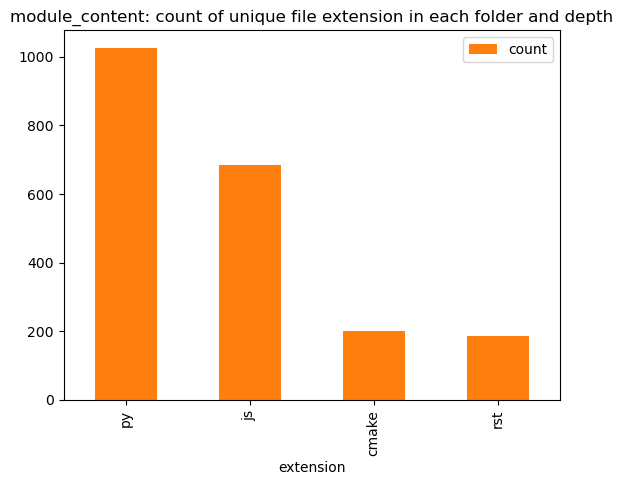 module_content: count of unique file extension in each folder and depth
count
1000
800
600
400
200
0
py
js
cmake
rst
extension